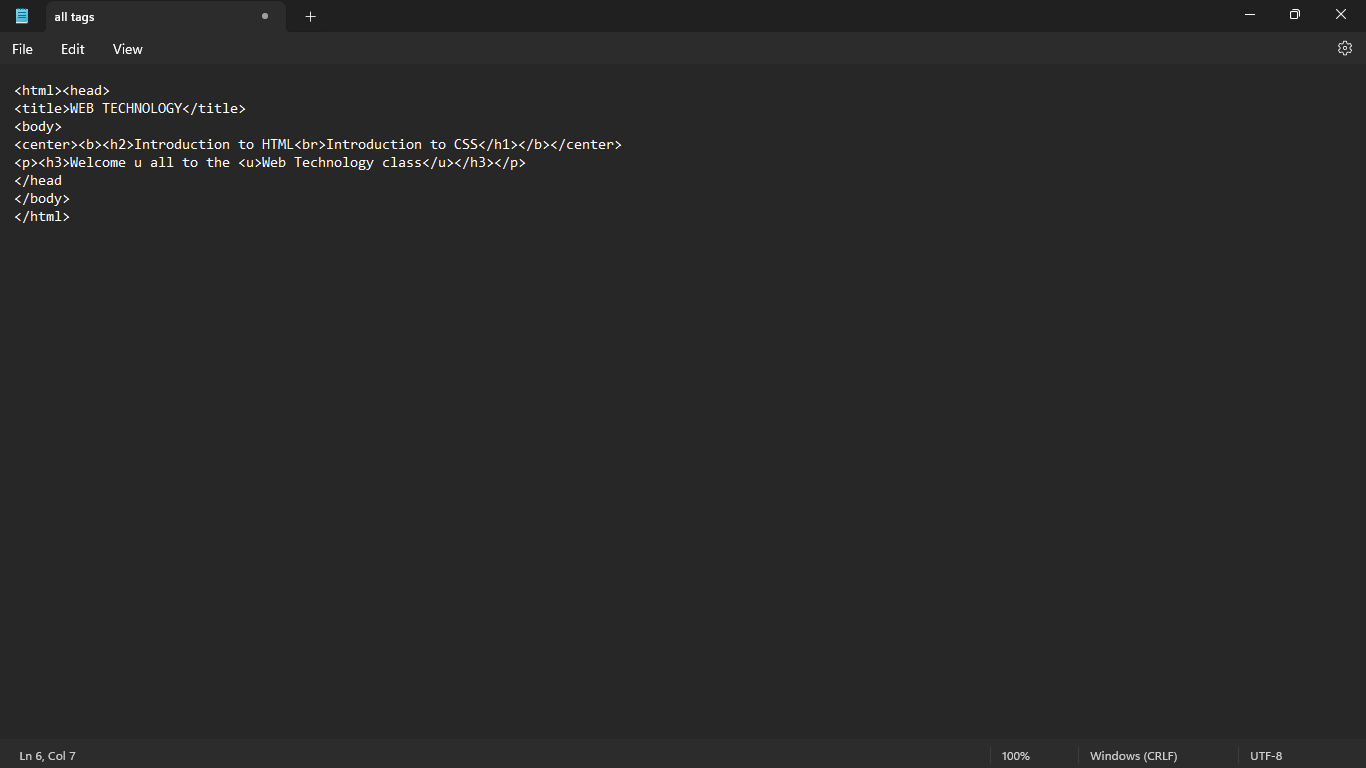 all tags
File Edit View
<html><head>
<title>WEB TECHNOLOGY</title>
<body>
<center><b><h2>Introduction to HTML<br>Introduction to CSS</h1></b></center>
<p><h3>Welcome u all to the <u>Web Technology class</u></h3></p>
</head
</body>
</html>
Ln 6, Col 7 100% Windows (CRLF) UTF-8